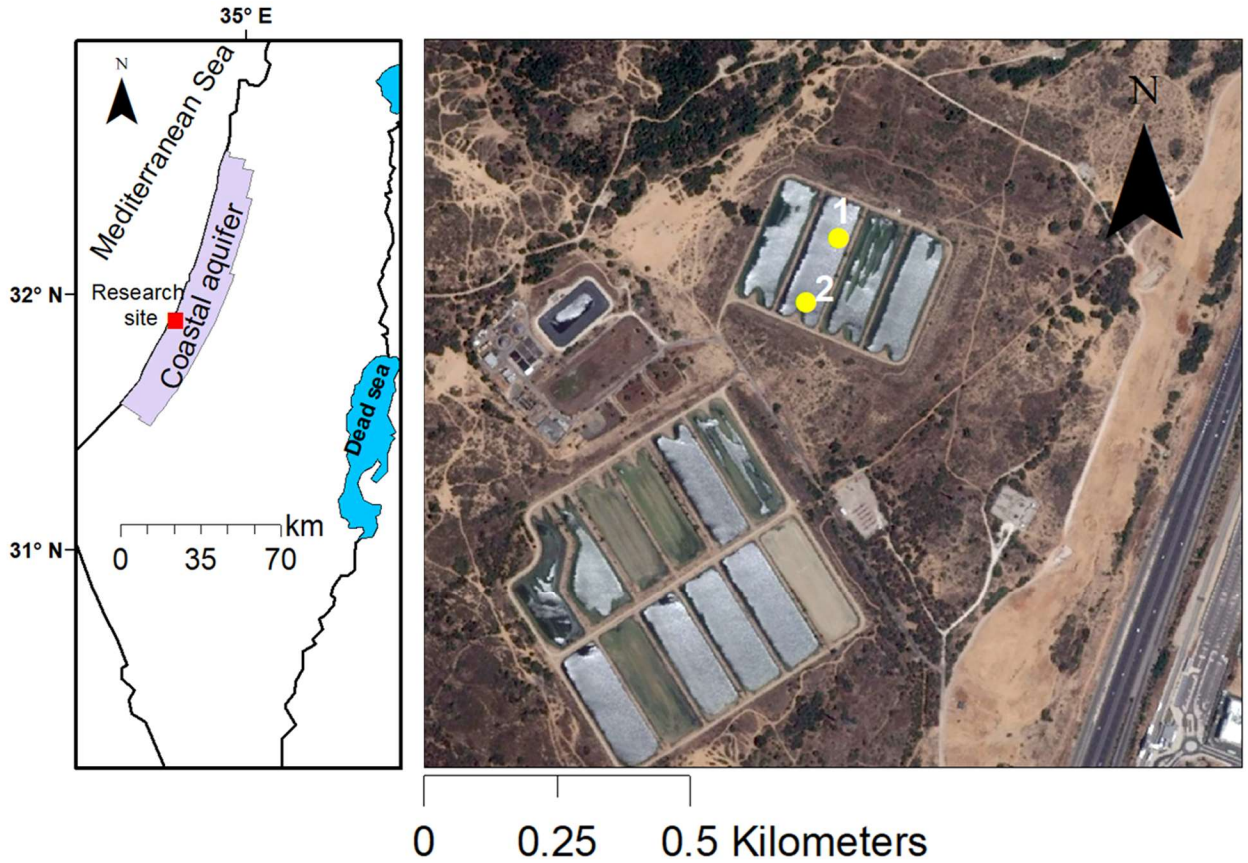 35° E
N
Mediterranean Sea
32° N
Research
site
Coastal aquifer
Dead sea
km
0 35 70
31° N
N
1
2
0 0.25 0.5 Kilometers